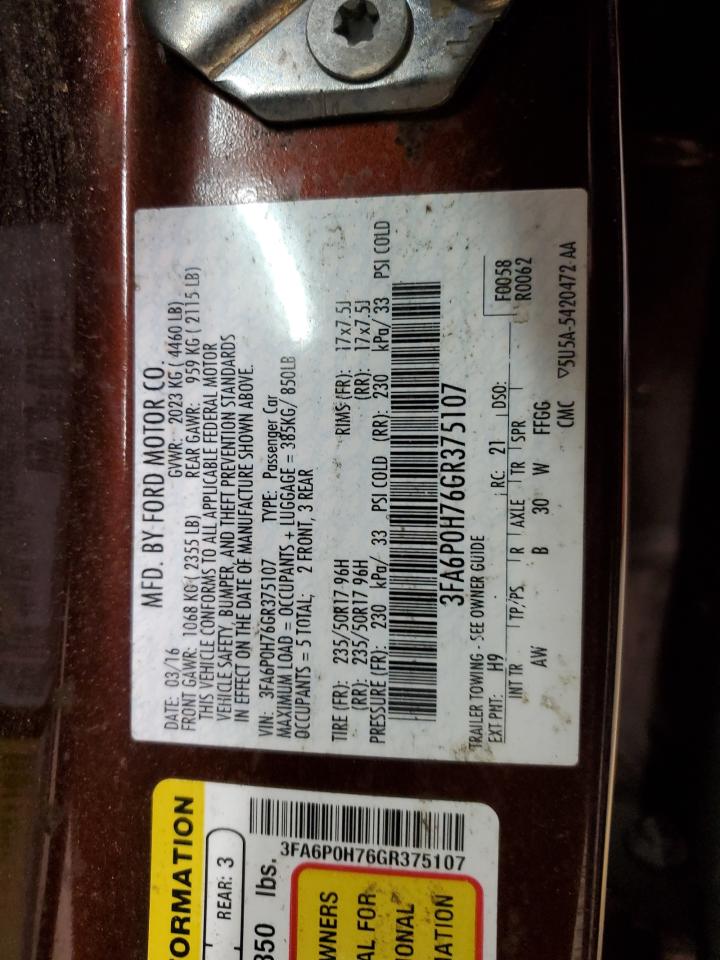 MFD. BY FORD MOTOR CO.
DATE: 03/16 GVWR: 2023 KG ( 4460 LB)
FRONT GAWR: 1068 KG ( 2355 LB) REAR GAWR: 959 KG ( 2115 LB)
THIS VEHICLE CONFORMS TO ALL APPLICABLE FEDERAL MOTOR
VEHICLE SAFETY, BUMPER, AND THEFT PREVENTION STANDARDS
IN EFFECT ON THE DATE OF MANUFACTURE SHOWN ABOVE.
VIN: 3FA6P0H76GR375107 TYPE: Passenger Car
MAXIMUM LOAD = OCCUPANTS + LUGGAGE = 385KG/ 850LB
OCCUPANTS = 5 TOTAL; 2 FRONT, 3 REAR
TIRE (FR): 235/50R17 96H RIMS (FR): 17x7.5J
(RR): 235/50R17 96H (RR): 17x7.5J
PRESSURE (FR): 230 kPa/ 33 PSI COLD (RR): 230 kPa/ 33 PSI COLD
3FA6P0H76GR375107
TRAILER TOWING - SEE OWNER GUIDE
EXT PNT: H9 RC: 21 DSO: F0058
INT TR TP/PS R AXLE TR SPR R0062
AW B 30 W FFGG
CMC ▽5U5A-5420472 AA
ORMATION
REAR: 3
350 lbs.
3FA6P0H76GR375107
WNERS
AL FOR
IONAL
MATION